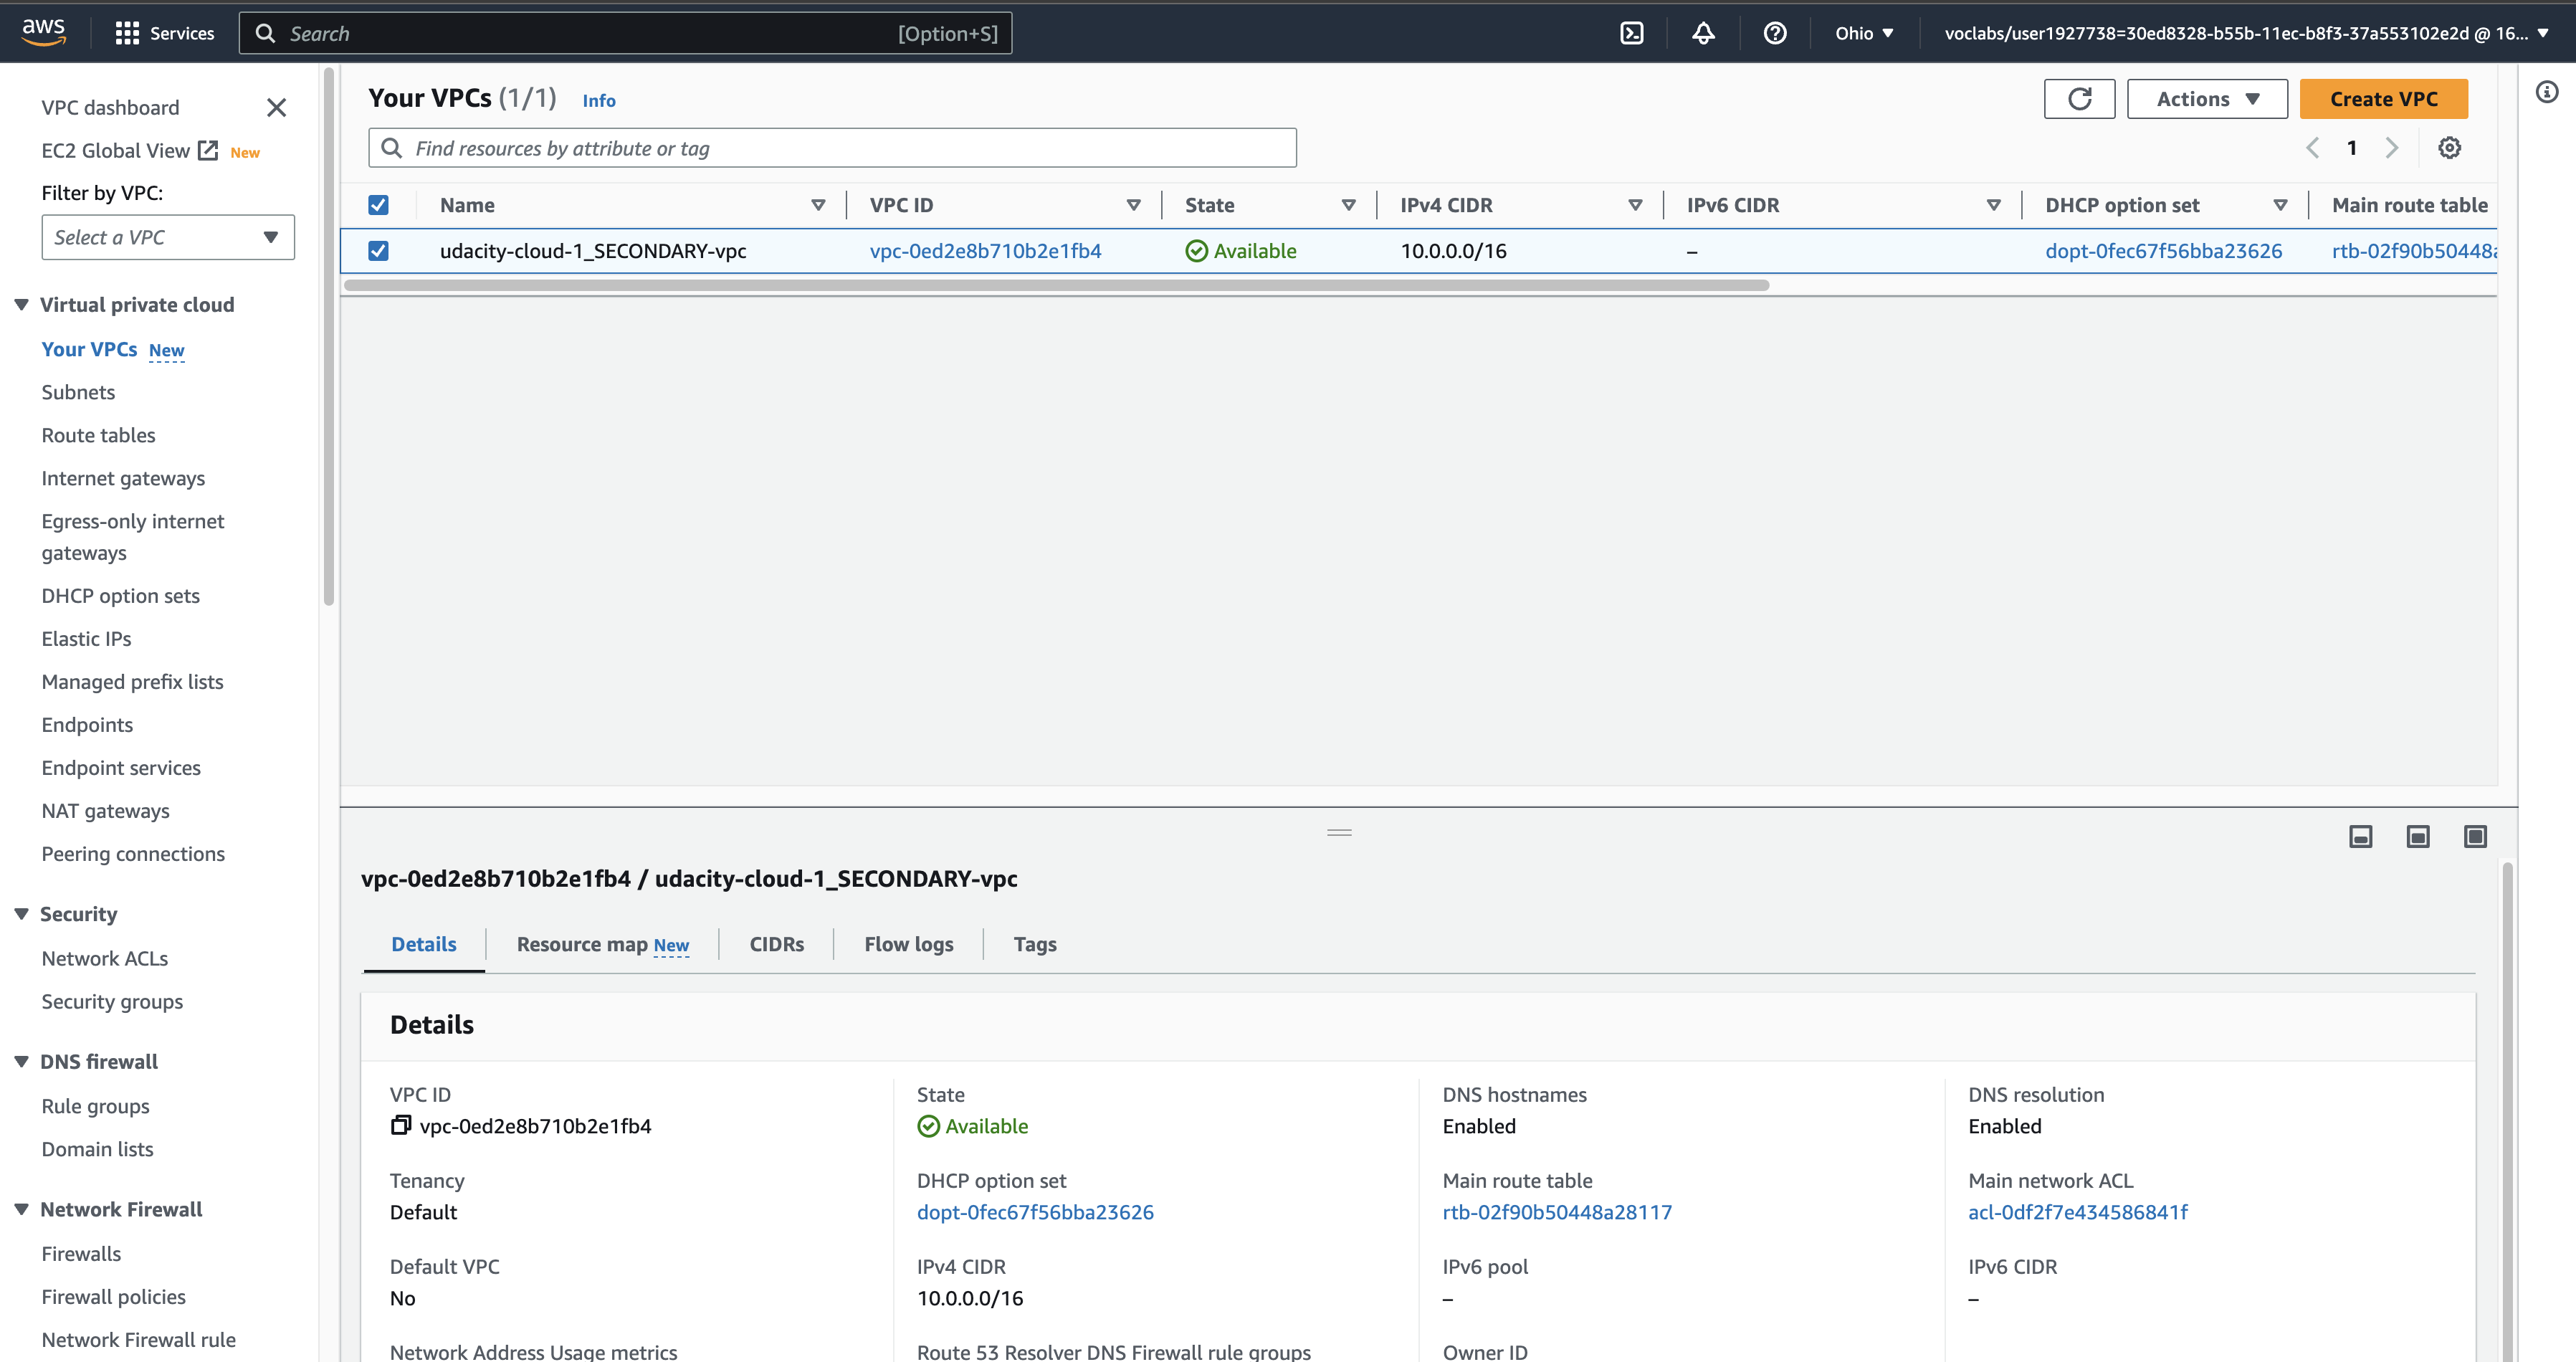 aws
Services
Search
[Option+S]
Ohio
voclabs/user1927738=30ed8328-b55b-11ec-b8f3-37a553102e2d @ 16...
VPC dashboard
EC2 Global View New
Filter by VPC:
Select a VPC
Virtual private cloud
Your VPCs New
Subnets
Route tables
Internet gateways
Egress-only internet
gateways
DHCP option sets
Elastic IPs
Managed prefix lists
Endpoints
Endpoint services
NAT gateways
Peering connections
Security
Network ACLs
Security groups
DNS firewall
Rule groups
Domain lists
Network Firewall
Firewalls
Firewall policies
Network Firewall rule
Your VPCs (1/1) Info
Actions
Create VPC
Find resources by attribute or tag
1
Name VPC ID State IPv4 CIDR IPv6 CIDR DHCP option set Main route table
udacity-cloud-1_SECONDARY-vpc vpc-0ed2e8b710b2e1fb4 Available 10.0.0.0/16 – dopt-0fec67f56bba23626 rtb-02f90b50448a
vpc-0ed2e8b710b2e1fb4 / udacity-cloud-1_SECONDARY-vpc
Details Resource map New CIDRs Flow logs Tags
Details
VPC ID State DNS hostnames DNS resolution
vpc-0ed2e8b710b2e1fb4 Available Enabled Enabled
Tenancy DHCP option set Main route table Main network ACL
Default dopt-0fec67f56bba23626 rtb-02f90b50448a28117 acl-0df2f7e434586841f
Default VPC IPv4 CIDR IPv6 pool IPv6 CIDR
No 10.0.0.0/16 – –
Network Address Usage metrics Route 53 Resolver DNS Firewall rule groups Owner ID